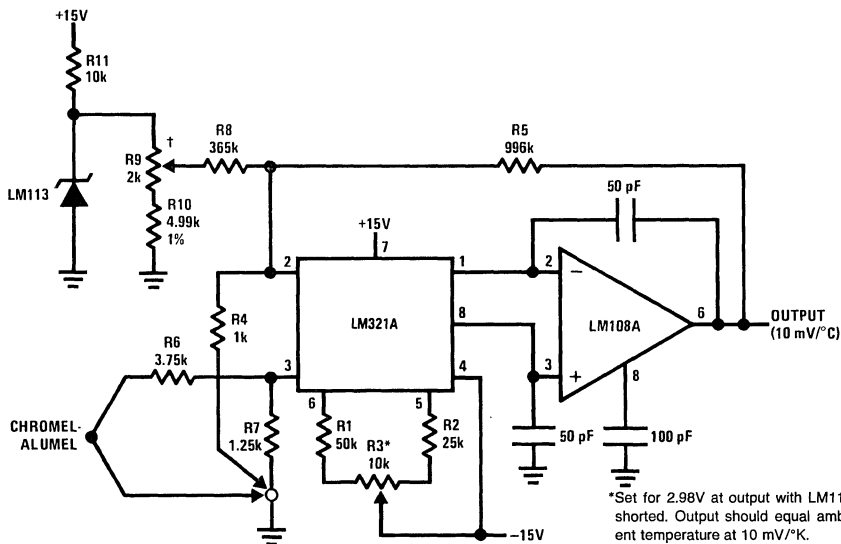 +15V
R11
10k
R9
2k
†
R8
365k
R5
996k
LM113
R10
4.99k
1%
50 pF
+15V
7
2
1
2
−
R4
1k
LM321A
8
LM108A
6
OUTPUT
(10 mV/°C)
R6
3.75k
3
4
3
+
8
CHROMEL-
ALUMEL
R7
1.25k
6
R1
50k
R3*
10k
5
R2
25k
50 pF
100 pF
−15V
*Set for 2.98V at output with LM11
shorted. Output should equal amb
ent temperature at 10 mV/°K.